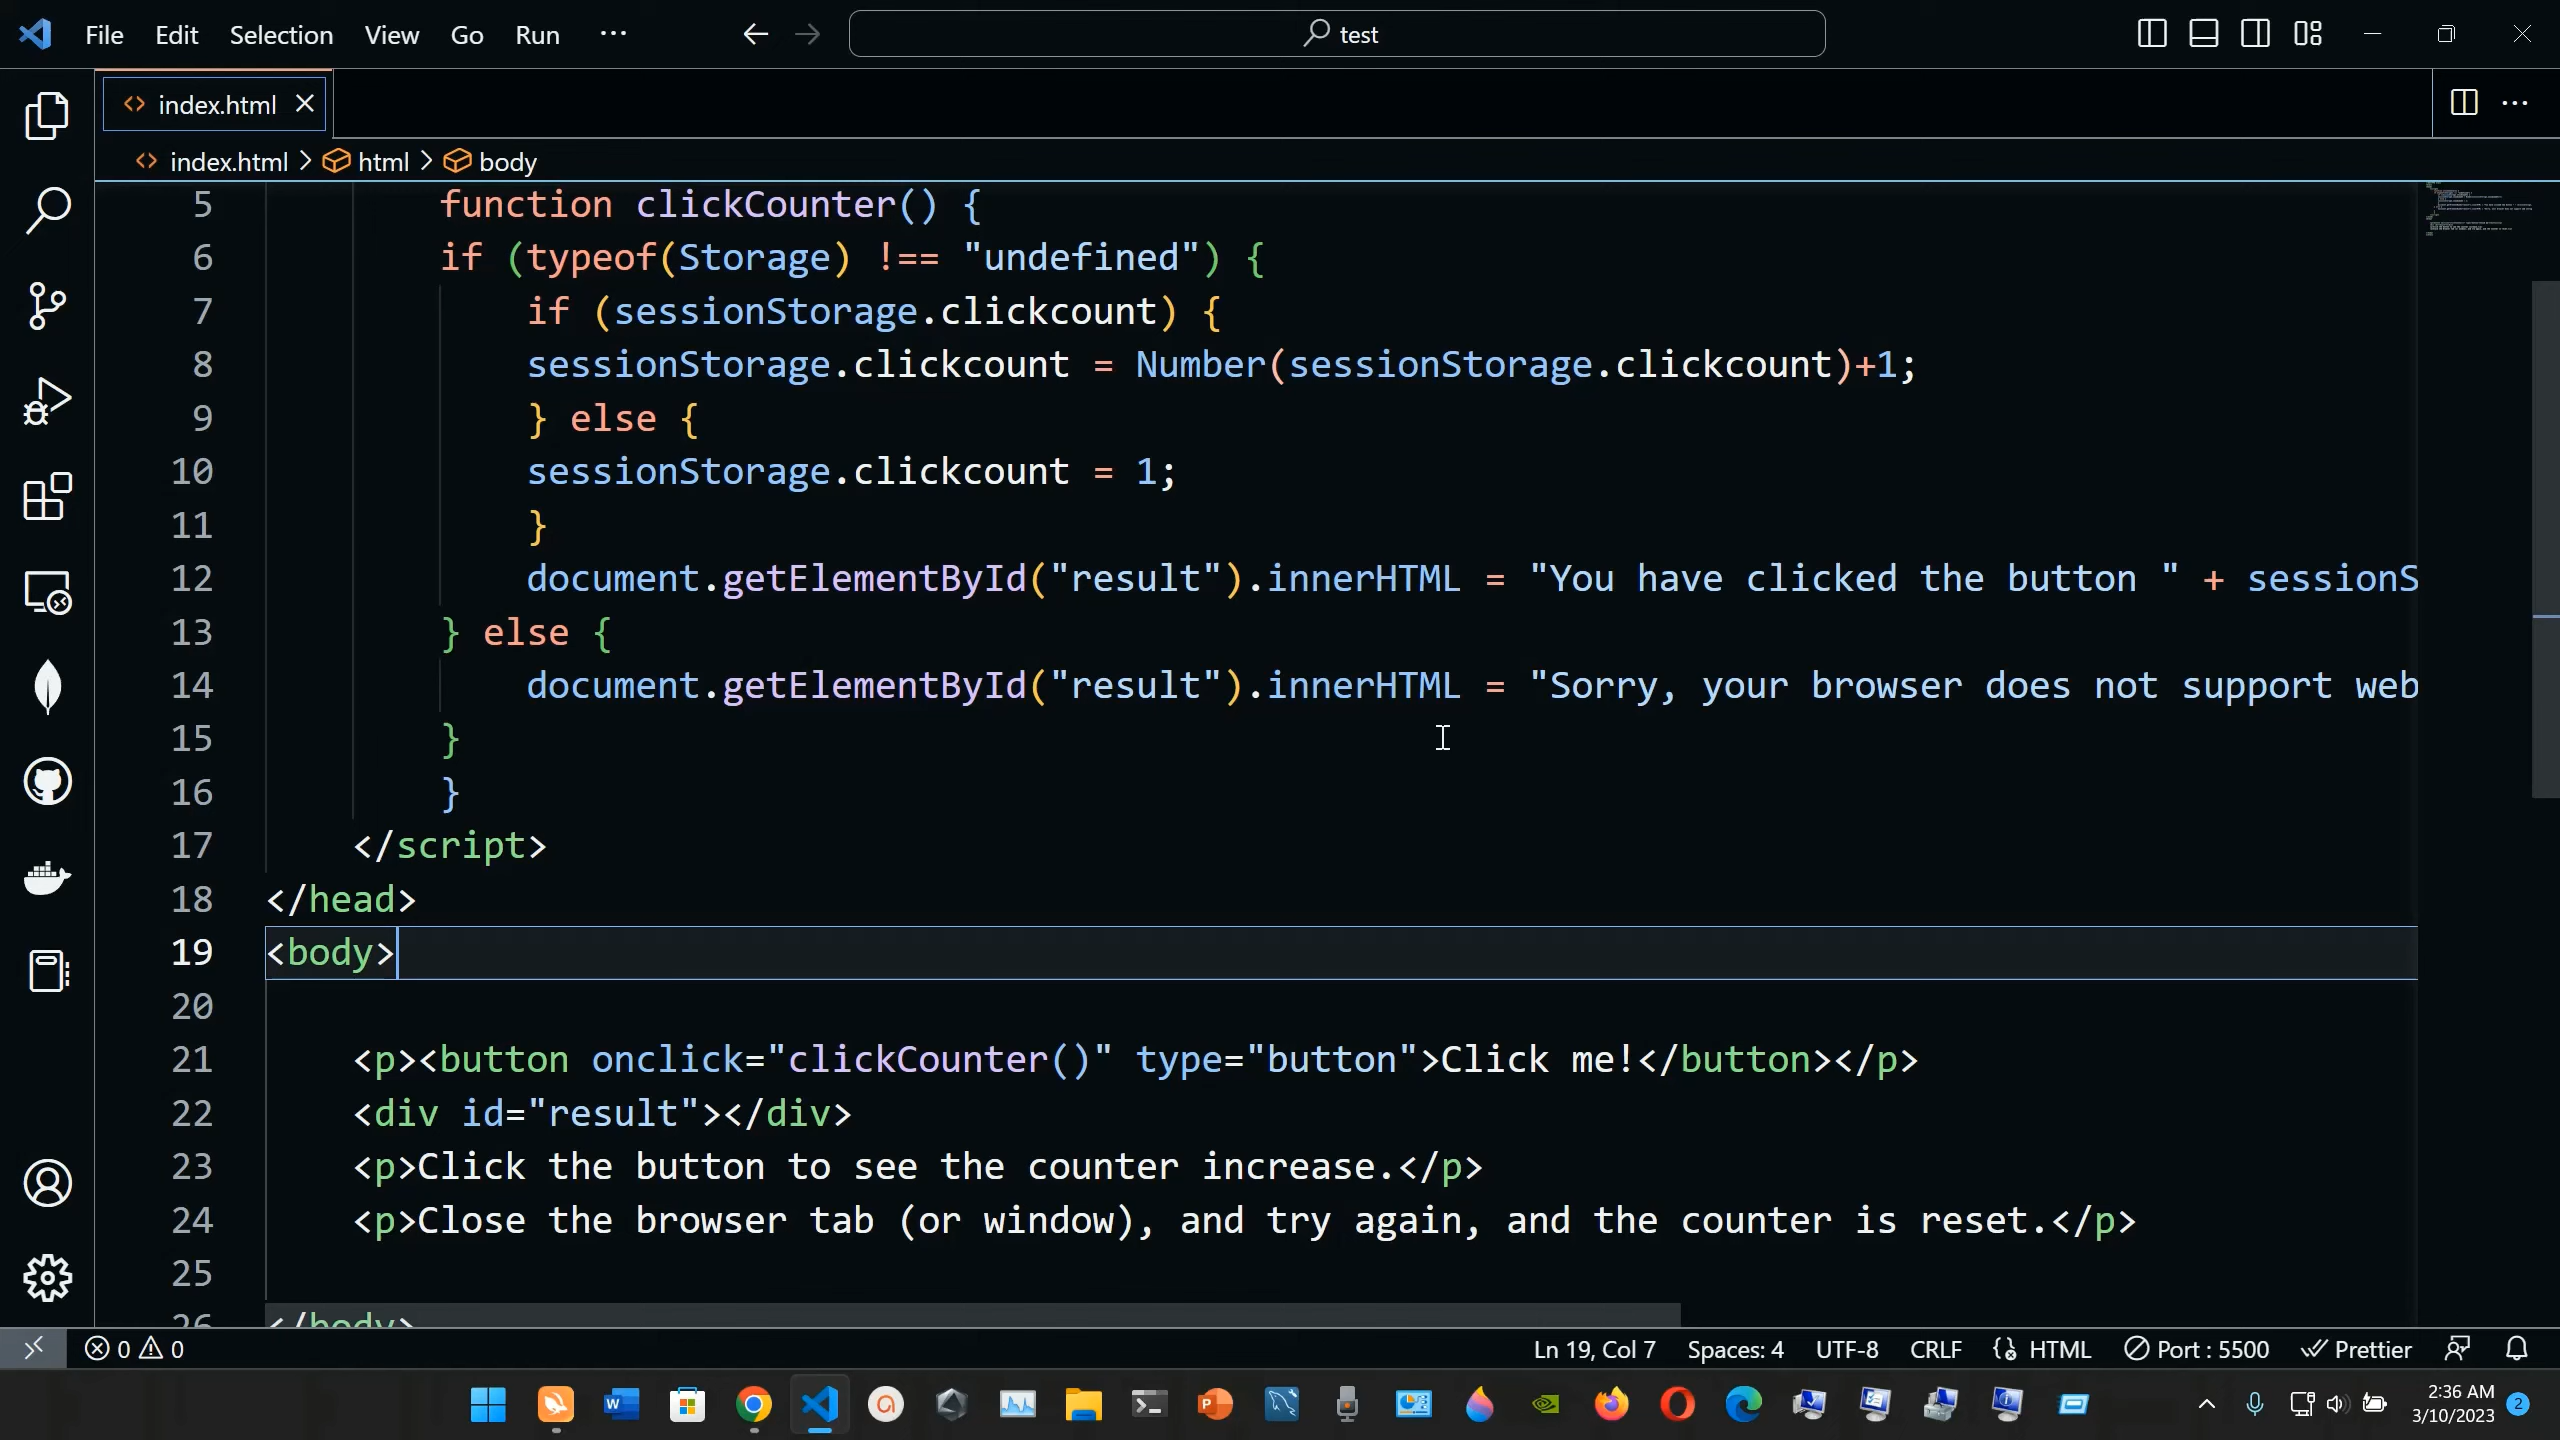 File Edit Selection View Go Run ··· test
index.html
index.html > html > body
5 function clickCounter() {
6 if (typeof(Storage) !== "undefined") {
7 if (sessionStorage.clickcount) {
8 sessionStorage.clickcount = Number(sessionStorage.clickcount)+1;
9 } else {
10 sessionStorage.clickcount = 1;
11 }
12 document.getElementById("result").innerHTML = "You have clicked the button " + sessionS
13 } else {
14 document.getElementById("result").innerHTML = "Sorry, your browser does not support web
15 }
16 }
17 </script>
18 </head>
19 <body>
20
21 <p><button onclick="clickCounter()" type="button">Click me!</button></p>
22 <div id="result"></div>
23 <p>Click the button to see the counter increase.</p>
24 <p>Close the browser tab (or window), and try again, and the counter is reset.</p>
25
26 </body>
0 0 Ln 19, Col 7 Spaces: 4 UTF-8 CRLF HTML Port : 5500 Prettier
2:36 AM
3/10/2023 2